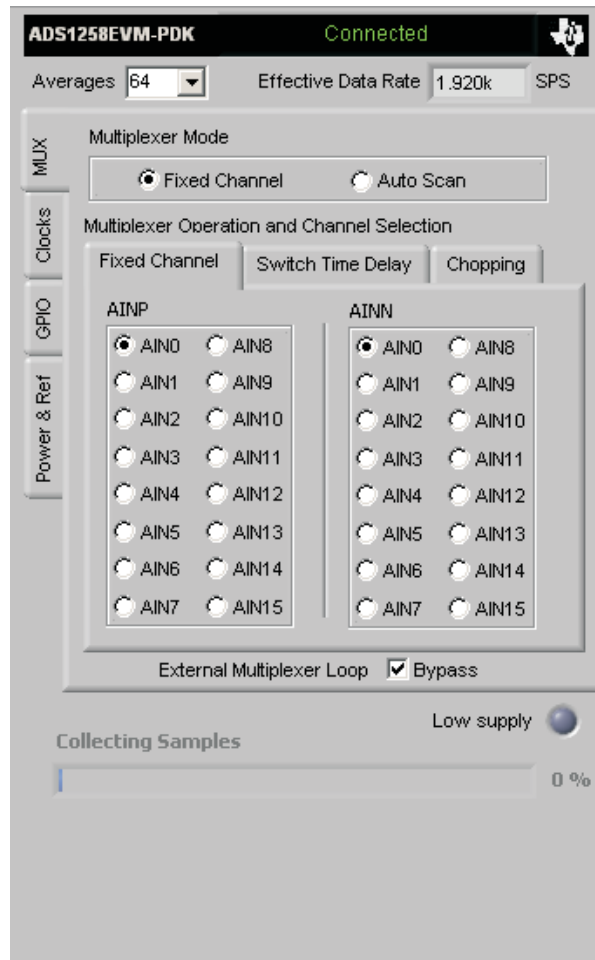 ADS1258EVM-PDK Connected
Averages 64 Effective Data Rate 1.920k SPS
MUX
Clocks
GPIO
Power & Ref
Multiplexer Mode
Fixed Channel Auto Scan
Multiplexer Operation and Channel Selection
Fixed Channel Switch Time Delay Chopping
AINP AINN
AIN0 AIN8 AIN0 AIN8
AIN1 AIN9 AIN1 AIN9
AIN2 AIN10 AIN2 AIN10
AIN3 AIN11 AIN3 AIN11
AIN4 AIN12 AIN4 AIN12
AIN5 AIN13 AIN5 AIN13
AIN6 AIN14 AIN6 AIN14
AIN7 AIN15 AIN7 AIN15
External Multiplexer Loop Bypass
Low supply
Collecting Samples
0 %